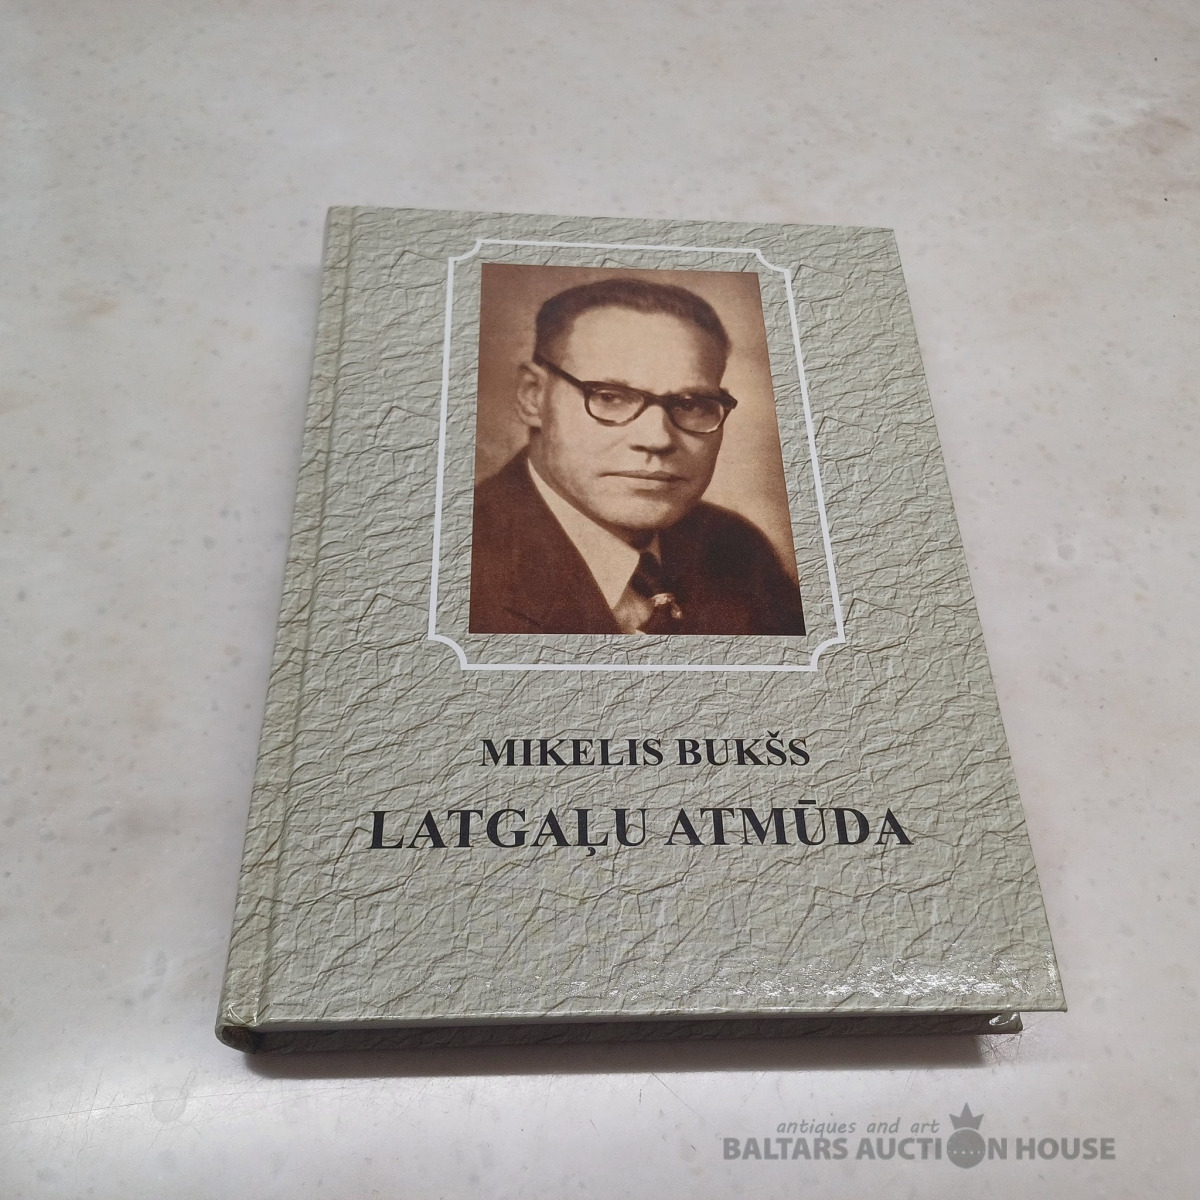 MIKELIS BUKŠS
LATGAĻU ATMŪDA
antiques and art
BALTARS AUCTION HOUSE